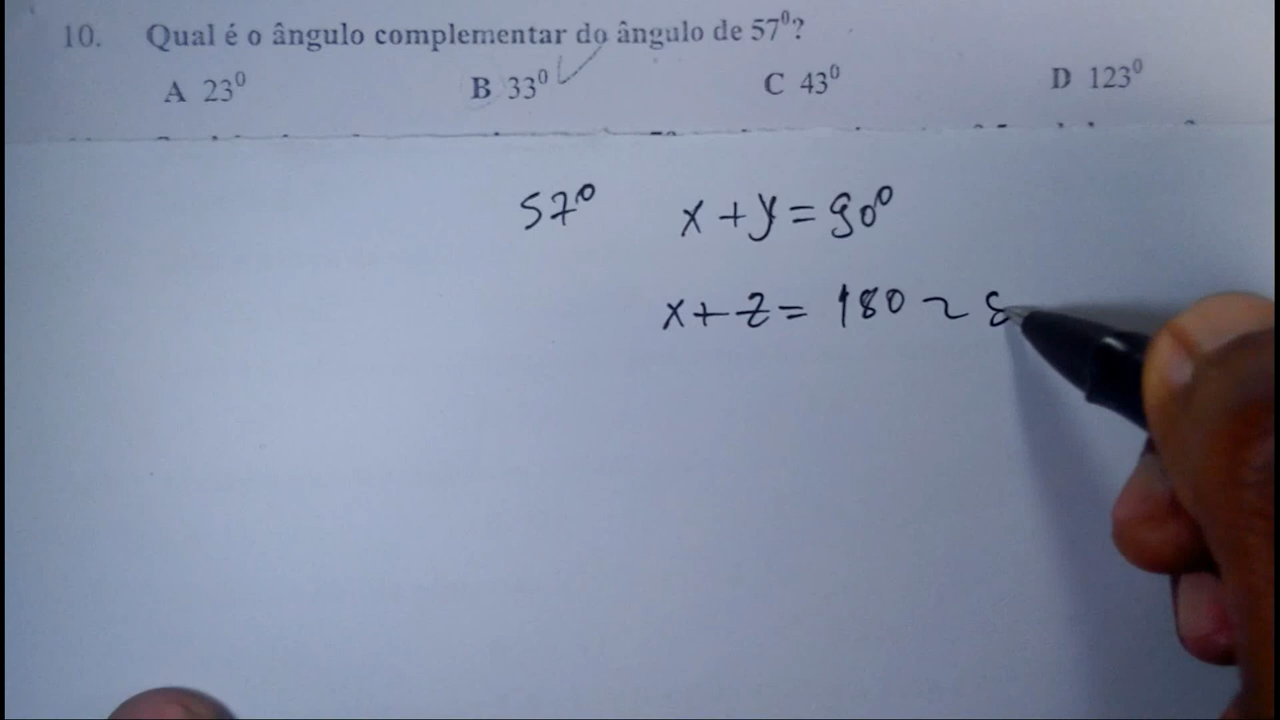 10. Qual é o ângulo complementar do ângulo de 57⁰?
A 23⁰ B 33⁰ C 43⁰ D 123⁰
57⁰ x + y = 90⁰
x + z = 180 ~ s